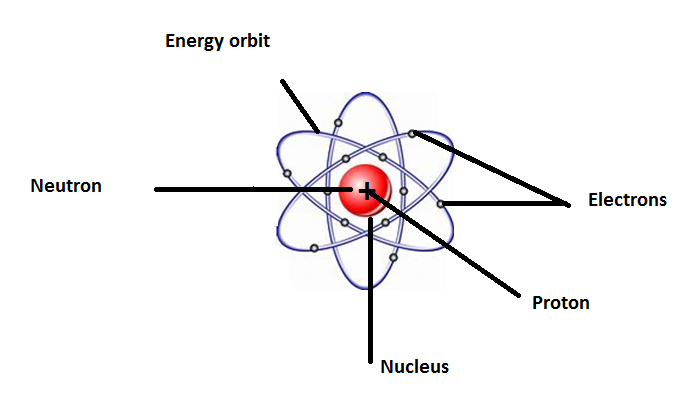 Energy orbit
Neutron
+
Electrons
Proton
Nucleus